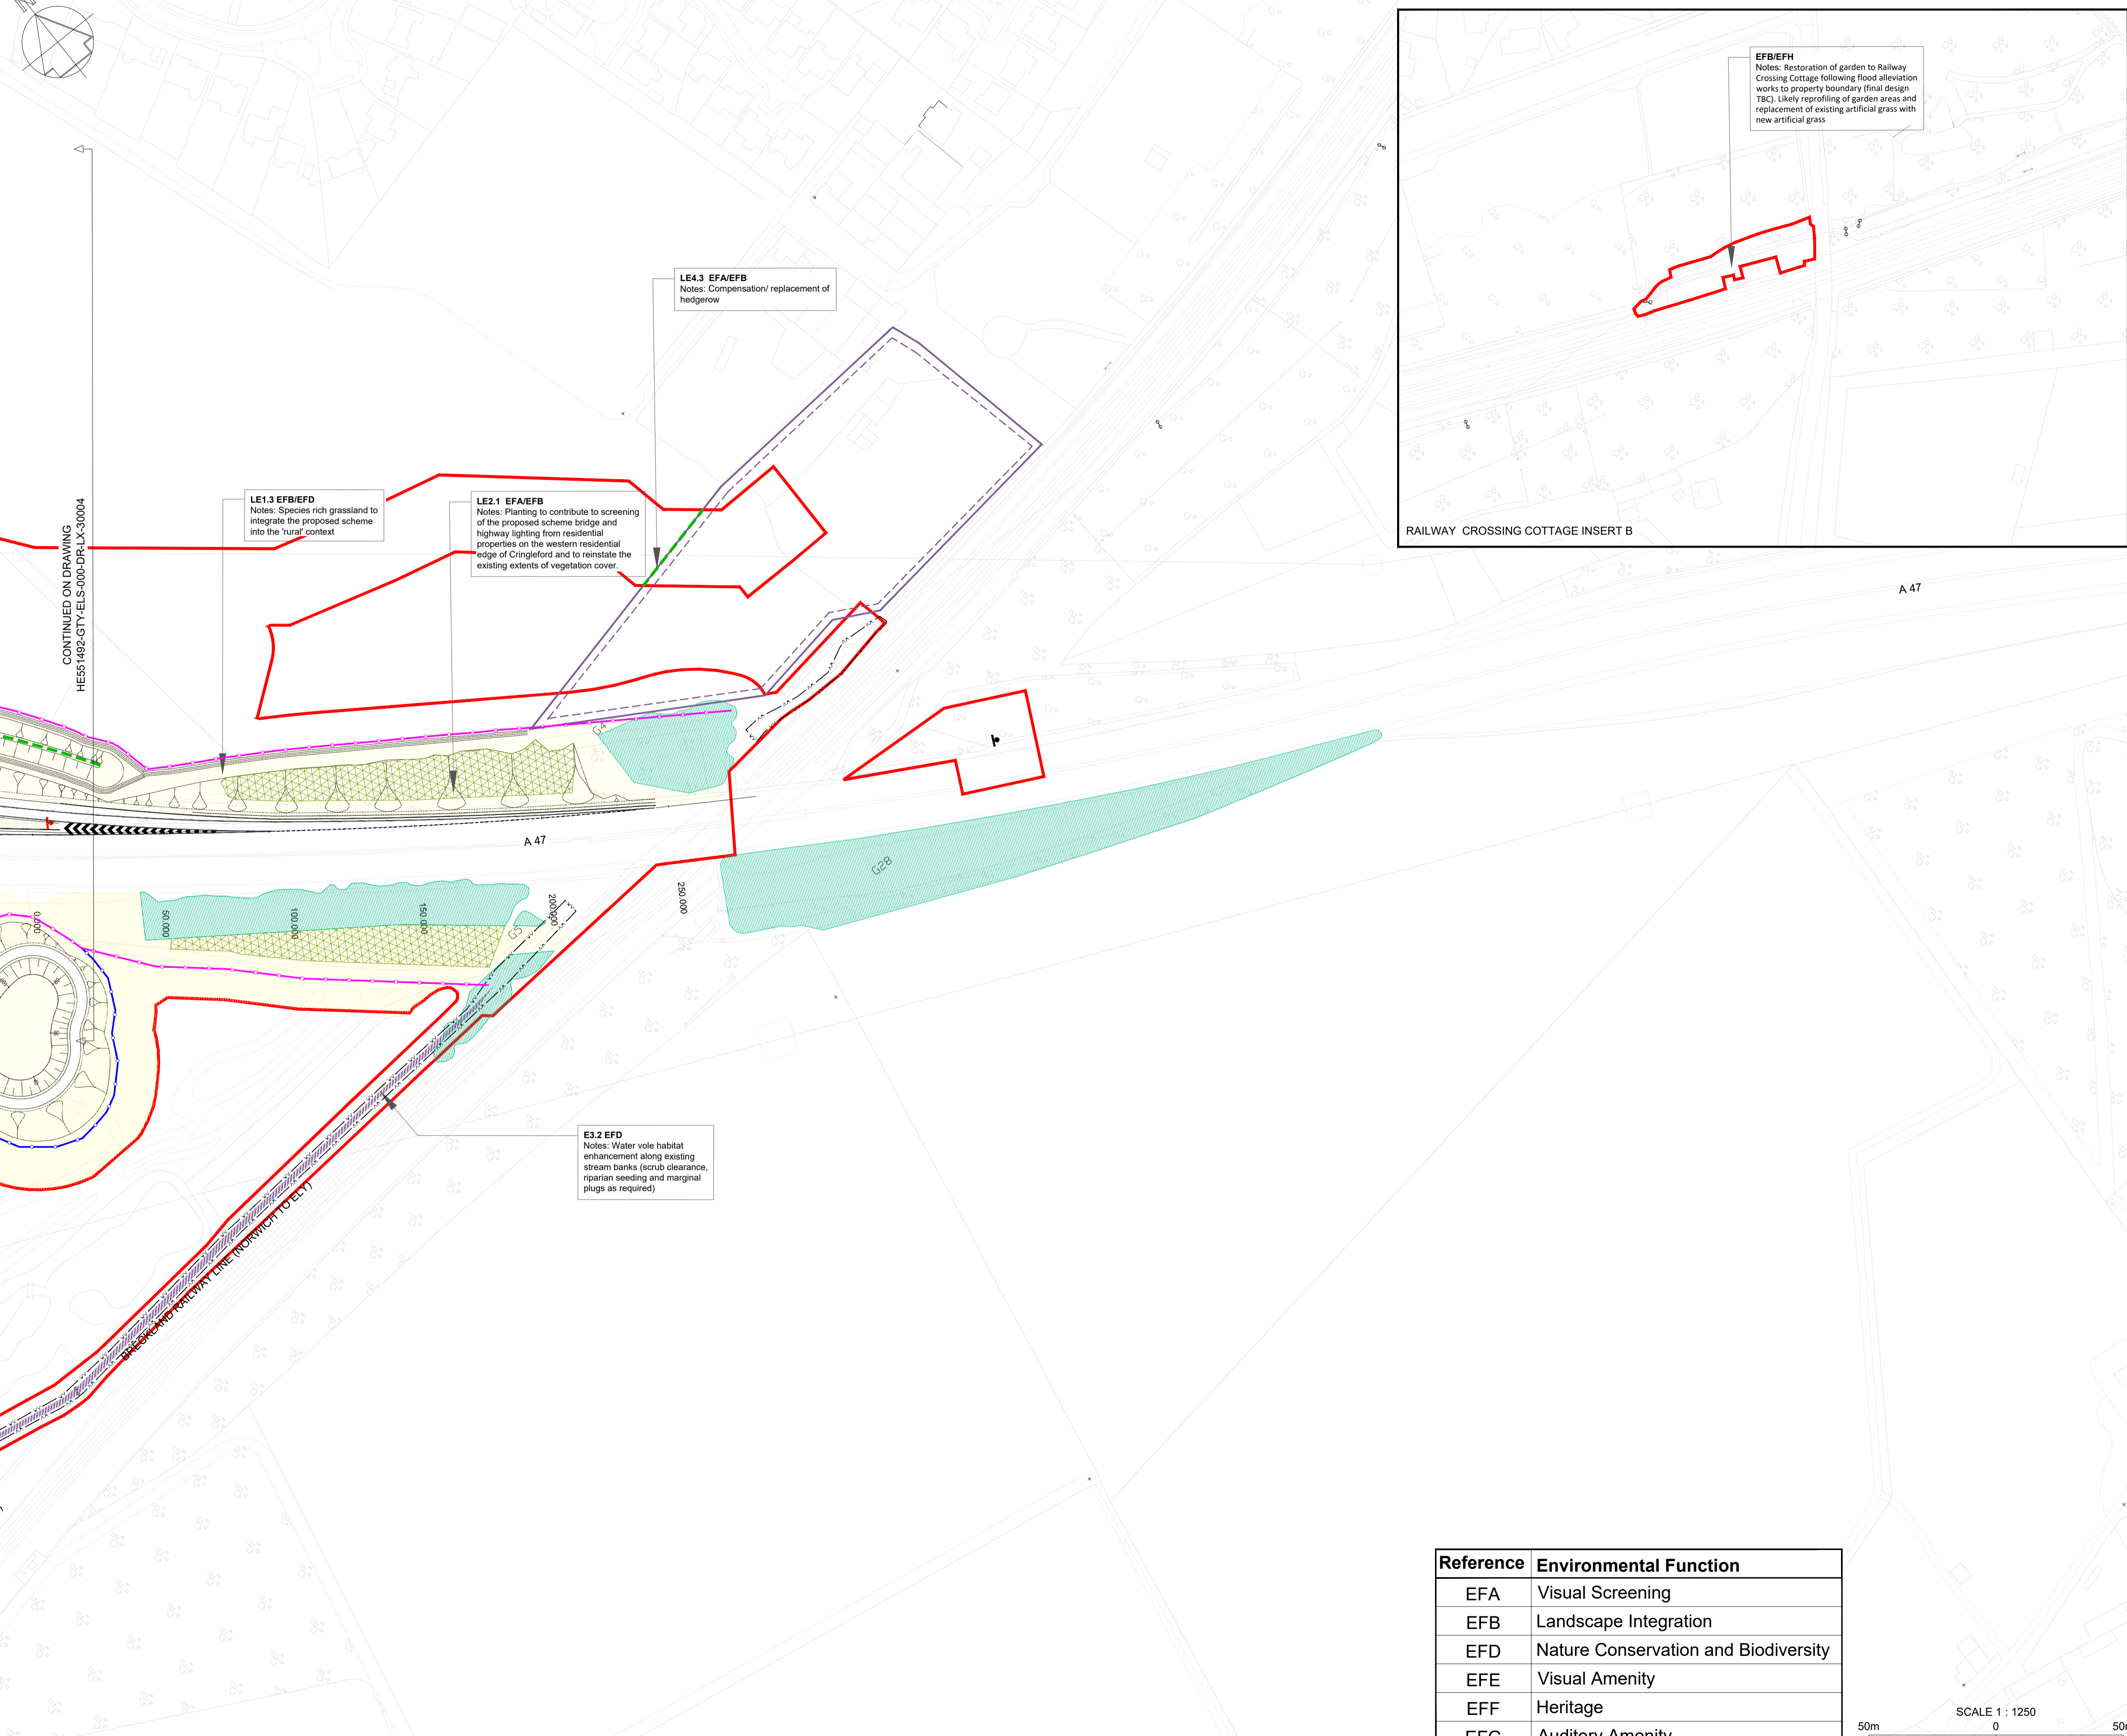 N
EFB/EFH
Notes: Restoration of garden to Railway
Crossing Cottage following flood alleviation
works to property boundary (final design
TBC). Likely reprofiling of garden areas and
replacement of existing artificial grass with
new artificial grass
RAILWAY CROSSING COTTAGE INSERT B
LE4.3 EFA/EFB
Notes: Compensation/ replacement of
hedgerow
CONTINUED ON DRAWING
HE551492-GTY-ELS-000-DR-LX-30004
LE1.3 EFB/EFD
Notes: Species rich grassland to
integrate the proposed scheme
into the 'rural' context
LE2.1 EFA/EFB
Notes: Planting to contribute to screening
of the proposed scheme bridge and
highway lighting from residential
properties on the western residential
edge of Cringleford and to reinstate the
existing extents of vegetation cover.
A 47
G4
A 47
G28
0.000
50.000
100.000
150.000
200.000
250.000
G5
E3.2 EFD
Notes: Water vole habitat
enhancement along existing
stream banks (scrub clearance,
riparian seeding and marginal
plugs as required)
BRECKLAND RAILWAY LINE (NORWICH TO ELY)
Reference Environmental Function
EFA Visual Screening
EFB Landscape Integration
EFD Nature Conservation and Biodiversity
EFE Visual Amenity
EFF Heritage
EFG Auditory Amenity
SCALE 1 : 1250
50m 0